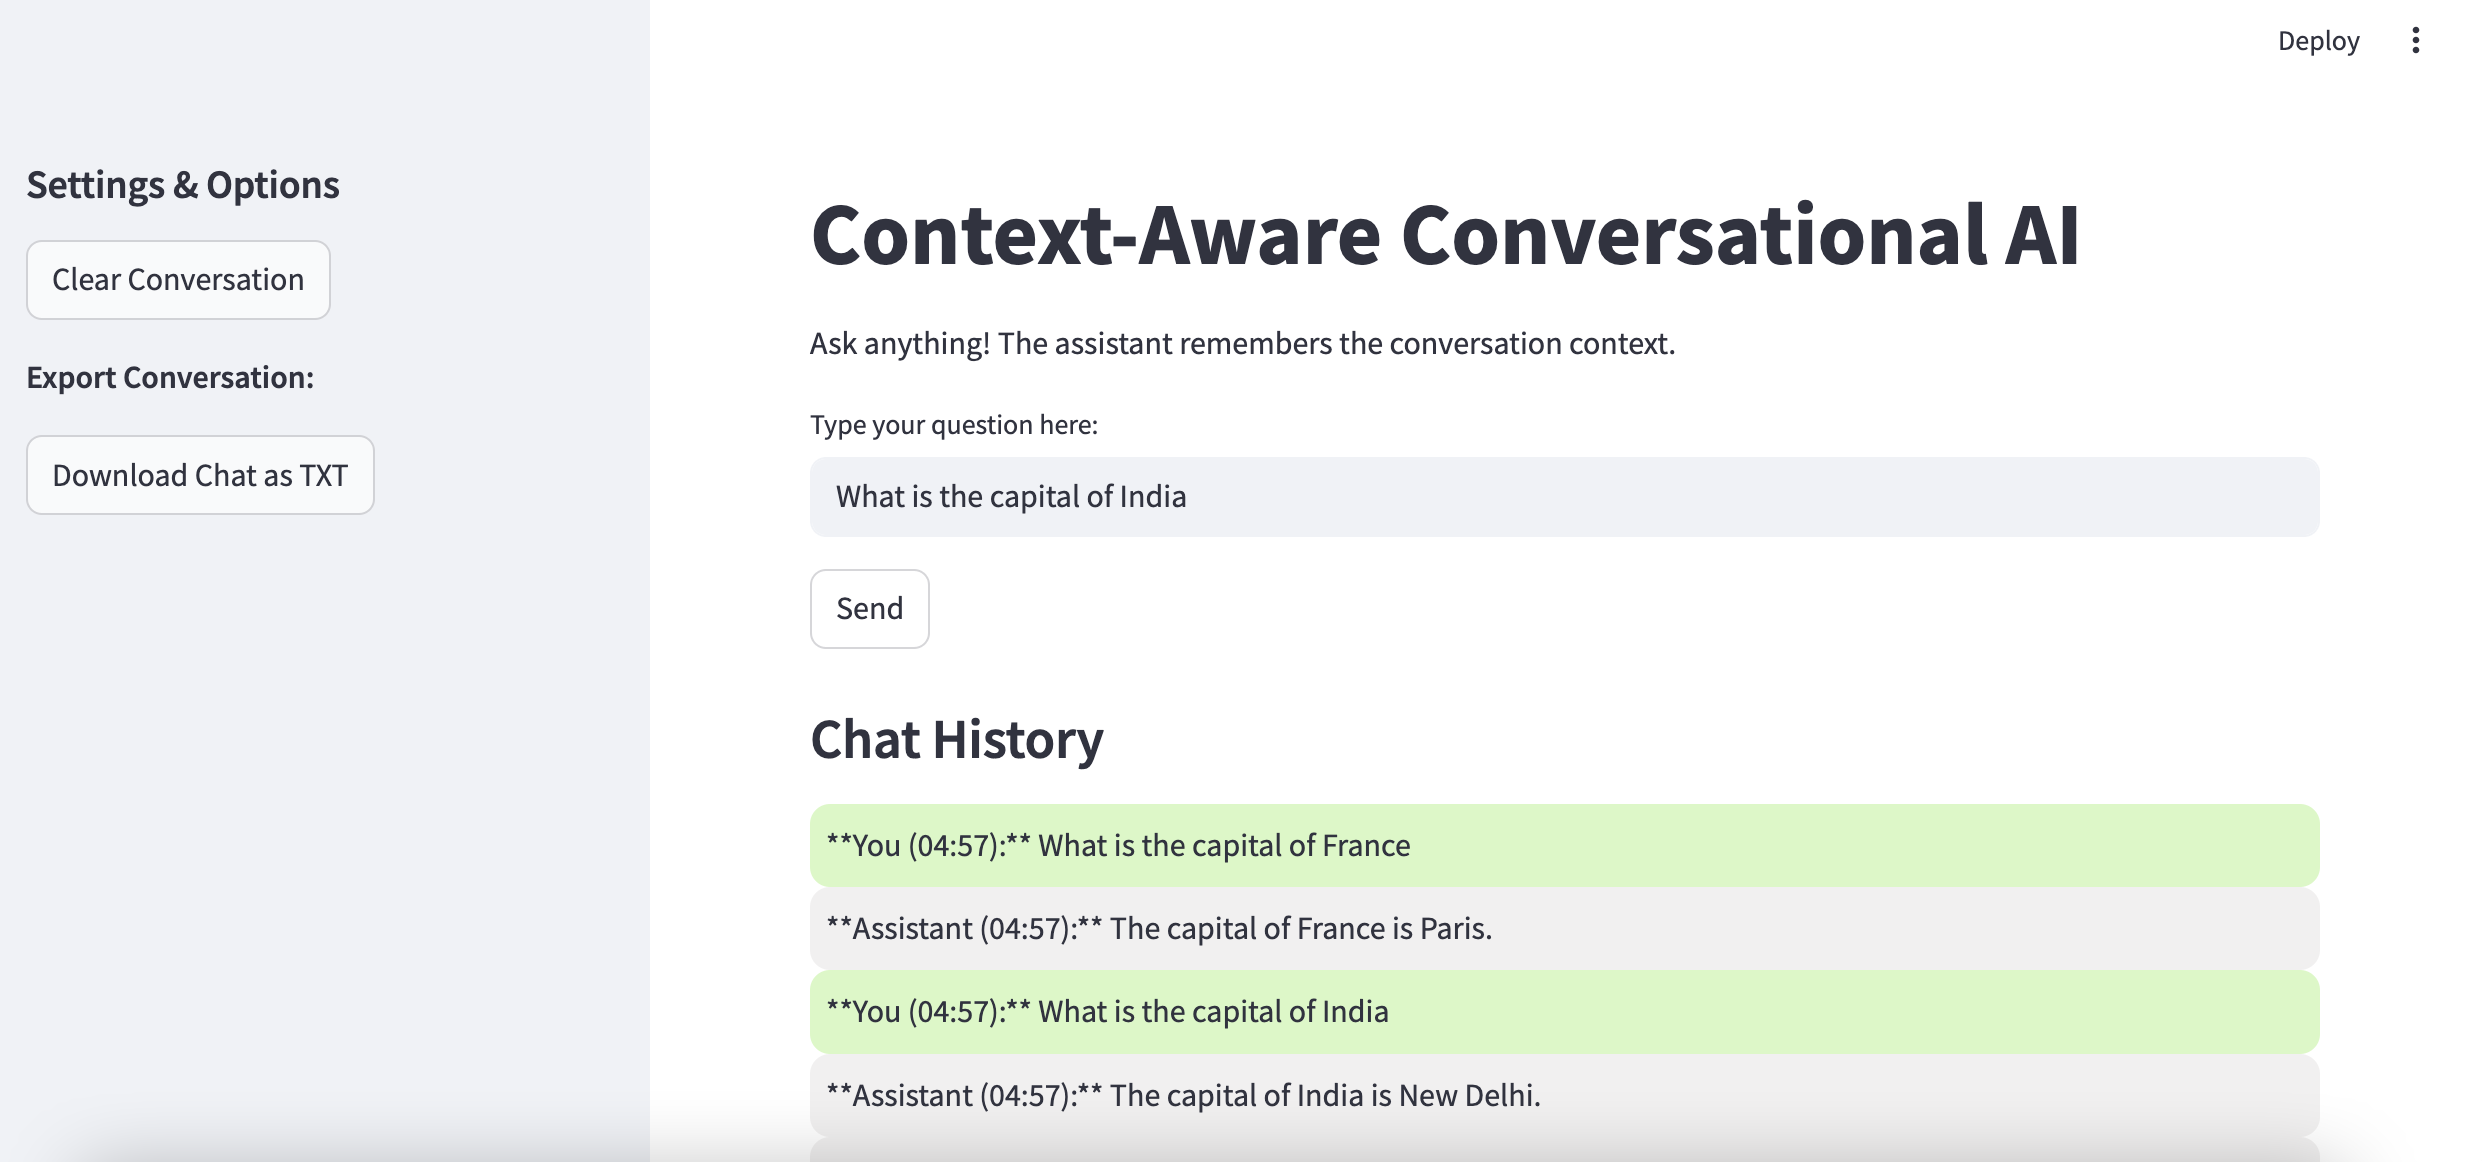 Deploy
Settings & Options
Clear Conversation
Export Conversation:
Download Chat as TXT
Context-Aware Conversational AI
Ask anything! The assistant remembers the conversation context.
Type your question here:
What is the capital of India
Send
Chat History
**You (04:57):** What is the capital of France
**Assistant (04:57):** The capital of France is Paris.
**You (04:57):** What is the capital of India
**Assistant (04:57):** The capital of India is New Delhi.